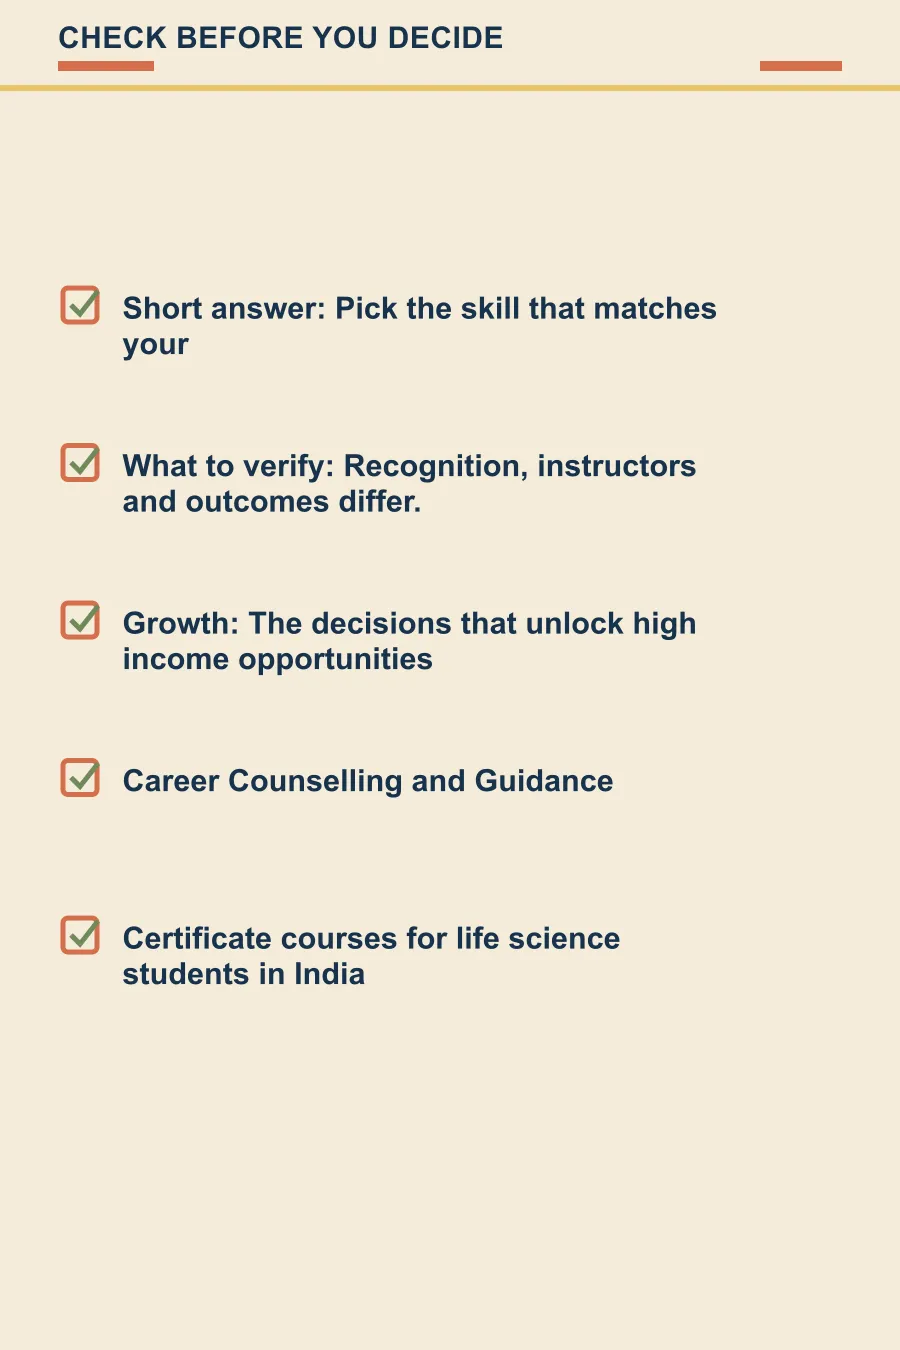 CHECK BEFORE YOU DECIDE
Short answer: Pick the skill that matches
your
What to verify: Recognition, instructors
and outcomes differ.
Growth: The decisions that unlock high
income opportunities
Career Counselling and Guidance
Certificate courses for life science
students in India